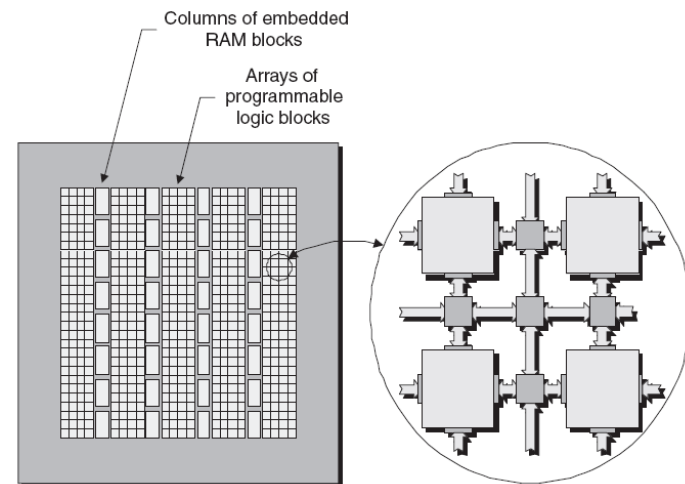 Columns of embedded
RAM blocks
Arrays of
programmable
logic blocks